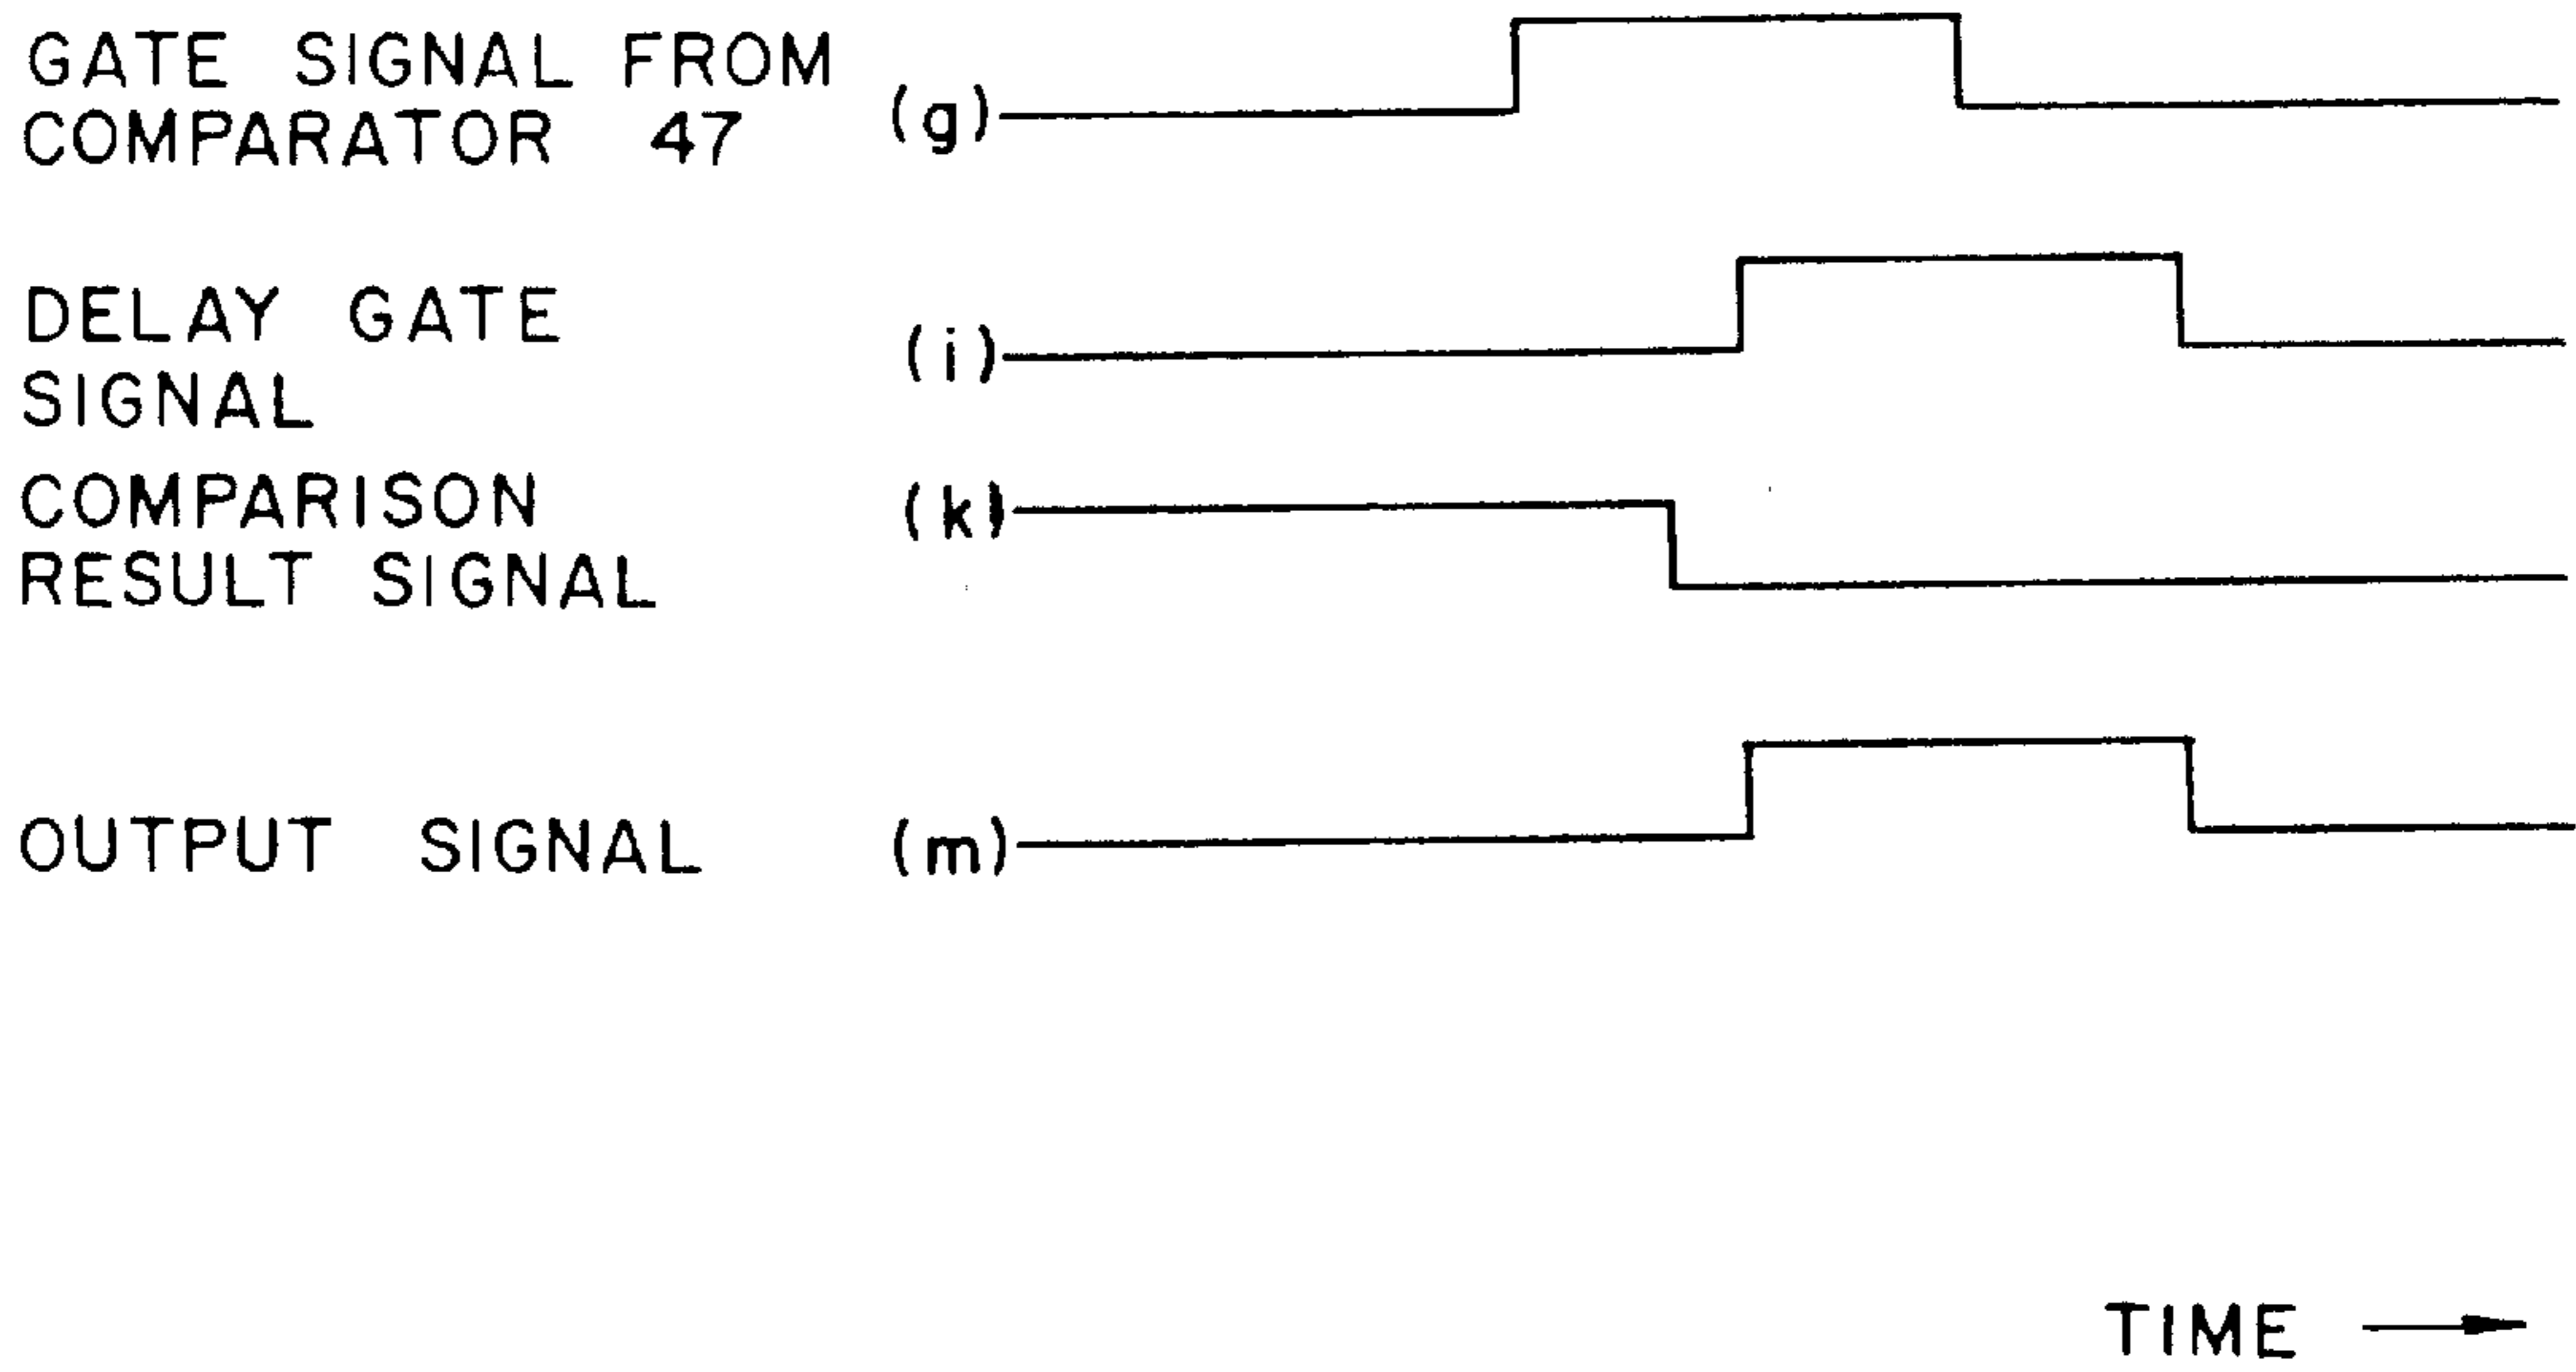 GATE SIGNAL FROM
COMPARATOR 47
(g)
DELAY GATE
SIGNAL
(i)
COMPARISON
RESULT SIGNAL
(k)
OUTPUT SIGNAL
(m)
TIME